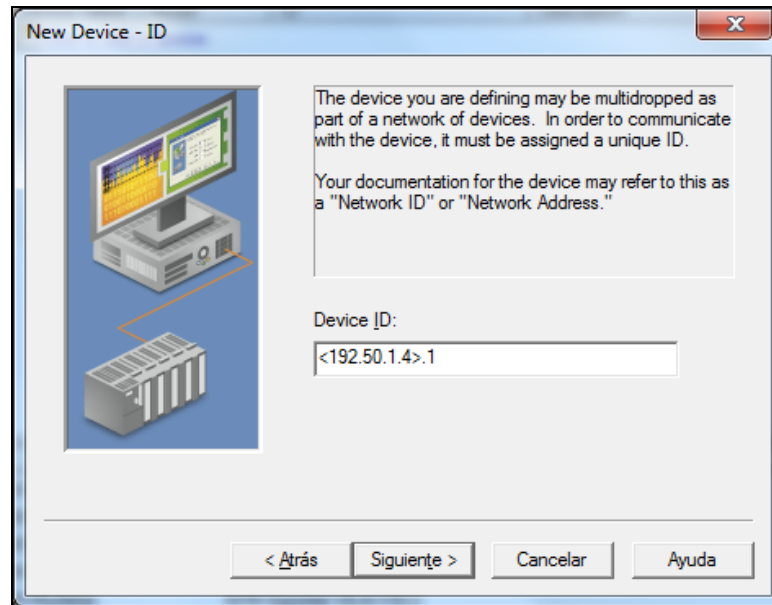 New Device - ID
The device you are defining may be multidropped as
part of a network of devices. In order to communicate
with the device, it must be assigned a unique ID.
Your documentation for the device may refer to this as
a "Network ID" or "Network Address."
Device ID:
<192.50.1.4>.1
< Atrás Siguiente > Cancelar Ayuda